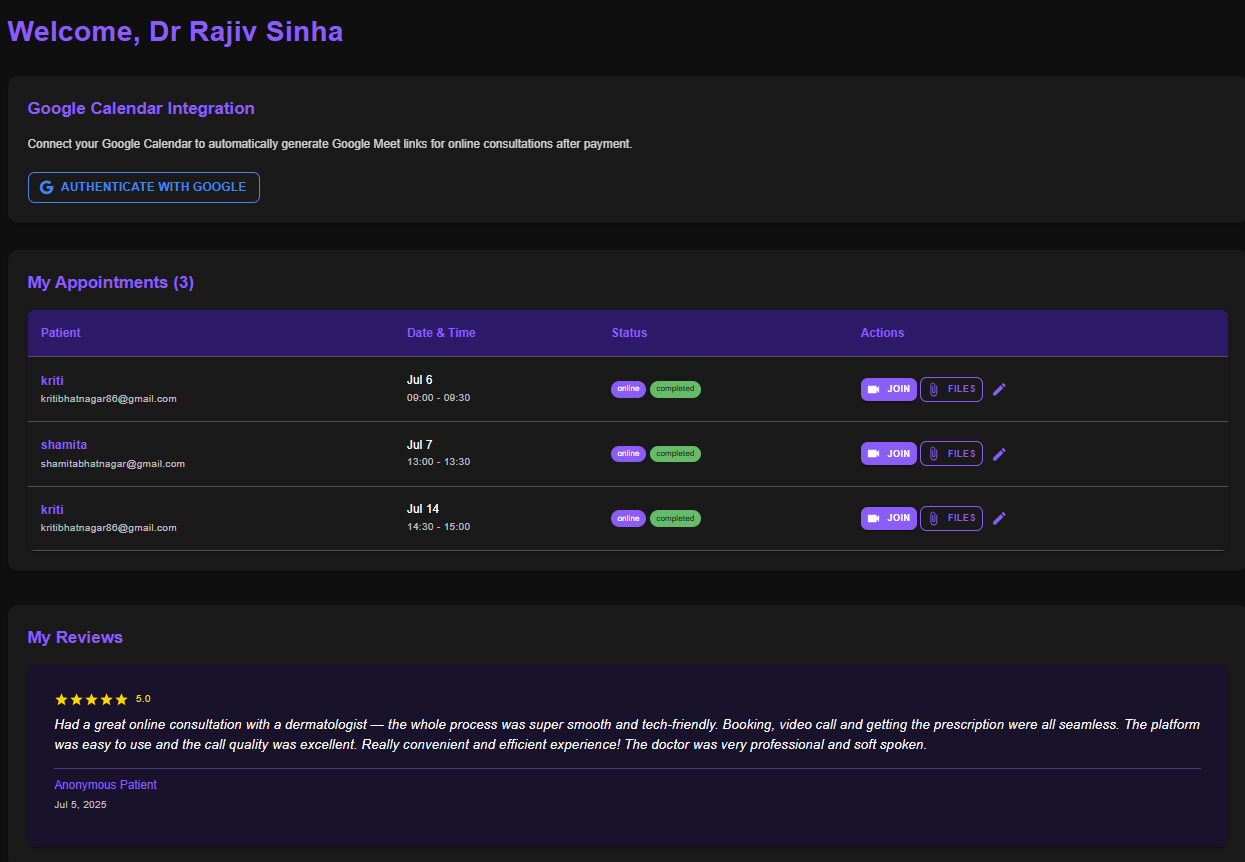 Welcome, Dr Rajiv Sinha
Google Calendar Integration
Connect your Google Calendar to automatically generate Google Meet links for online consultations after payment.
AUTHENTICATE WITH GOOGLE
My Appointments (3)
Patient Date & Time Status Actions
kriti Jul 6 online completed JOIN FILES
kritibhatnagar86@gmail.com 09:00 - 09:30
shamita Jul 7 online completed JOIN FILES
shamitabhatnagar@gmail.com 13:00 - 13:30
kriti Jul 14 online completed JOIN FILES
kritibhatnagar86@gmail.com 14:30 - 15:00
My Reviews
5.0
Had a great online consultation with a dermatologist — the whole process was super smooth and tech-friendly. Booking, video call and getting the prescription were all seamless. The platform
was easy to use and the call quality was excellent. Really convenient and efficient experience! The doctor was very professional and soft spoken.
Anonymous Patient
Jul 5, 2025